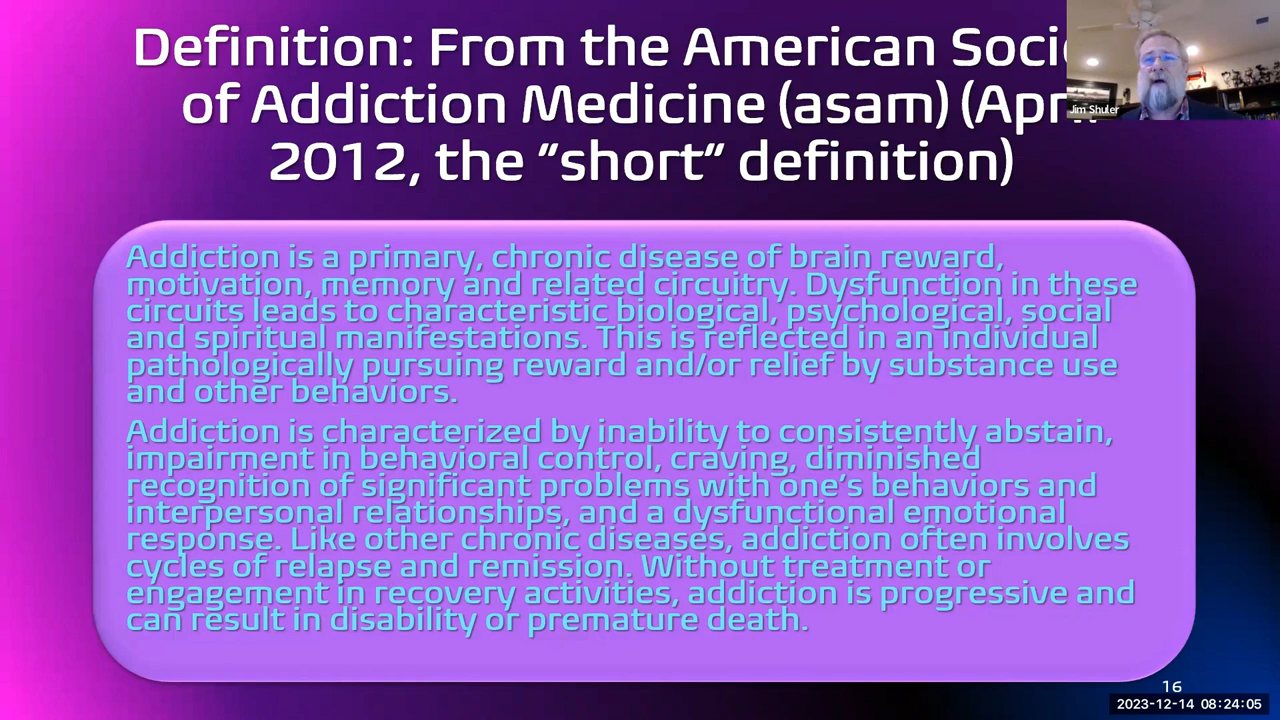 Definition: From the American Socie
of Addiction Medicine (asam) (Apr
2012, the ”short” definition)
Jim Shuler
Addiction is a primary, chronic disease of brain reward,
motivation, memory and related circuitry. Dysfunction in these
circuits leads to characteristic biological, psychological, social
and spiritual manifestations. This is reflected in an individual
pathologically pursuing reward and/or relief by substance use
and other behaviors.
Addiction is characterized by inability to consistently abstain,
impairment in behavioral control, craving, diminished
recognition of significant problems with one’s behaviors and
interpersonal relationships, and a dysfunctional emotional
response. Like other chronic diseases, addiction often involves
cycles of relapse and remission. Without treatment or
engagement in recovery activities, addiction is progressive and
can result in disability or premature death.
16
2023-12-14 08:24:05